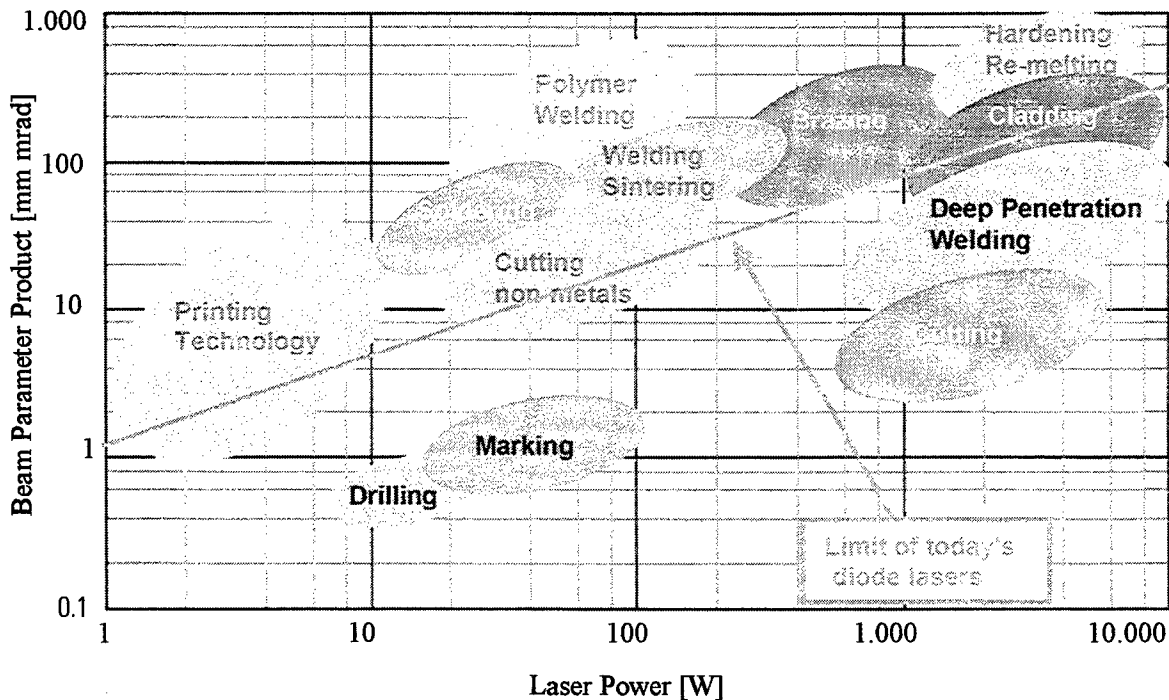 1.000
100
10
1
0.1
Beam Parameter Product [mm mrad]
Hardening
Re-melting
Polymer
Welding
Brazing
Cladding
Welding
Sintering
Deep Penetration
Welding
Cutting
non-metals
Printing
Technology
Cutting
Marking
Drilling
Limit of today's
diode lasers
1
10
100
1.000
10.000
Laser Power [W]